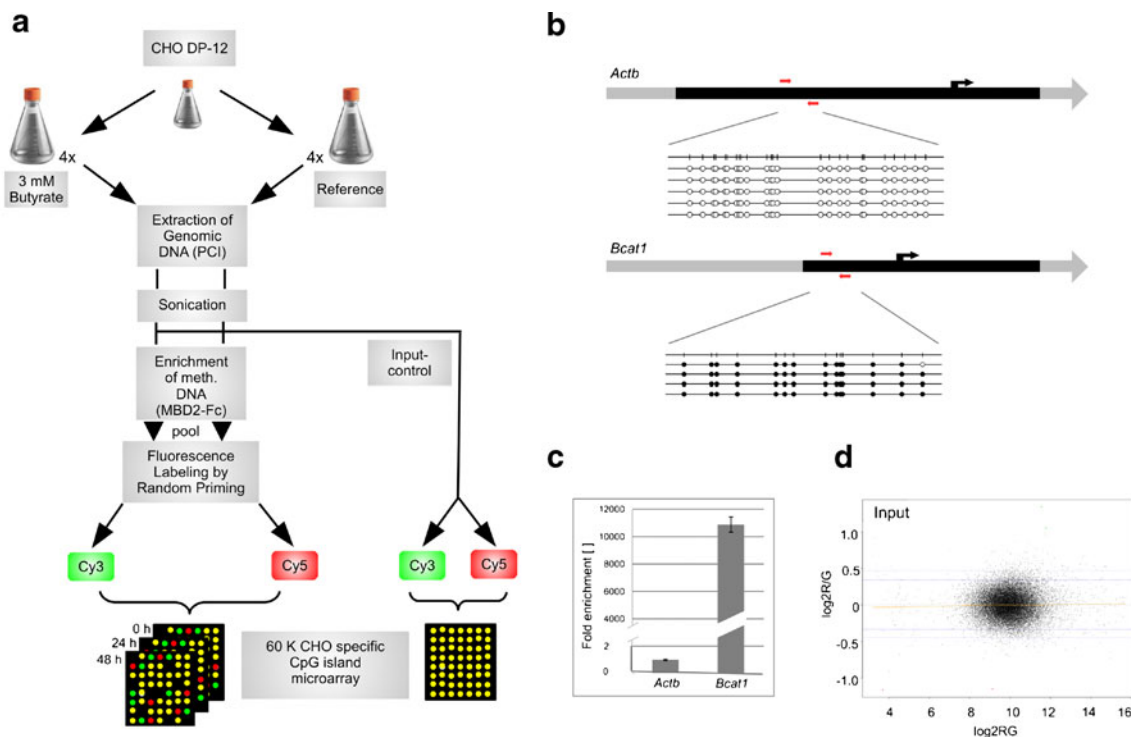 a
CHO DP-12
4x
4x
3 mM
Butyrate
Reference
Extraction of
Genomic
DNA (PCI)
Sonication
Enrichment
of meth.
DNA
(MBD2-Fc)
Input-
control
pool
Fluorescence
Labeling by
Random Priming
Cy3
Cy5
Cy3
Cy5
0 h
24 h
48 h
60 K CHO specific
CpG island
microarray
b
Actb
Bcat1
c
Fold enrichment [ ]
12000
10000
8000
6000
4000
2
0
Actb
Bcat1
d
Input
log2R/G
1.0
0.5
0
-0.5
-1.0
4
6
8
10
12
14
16
log2RG